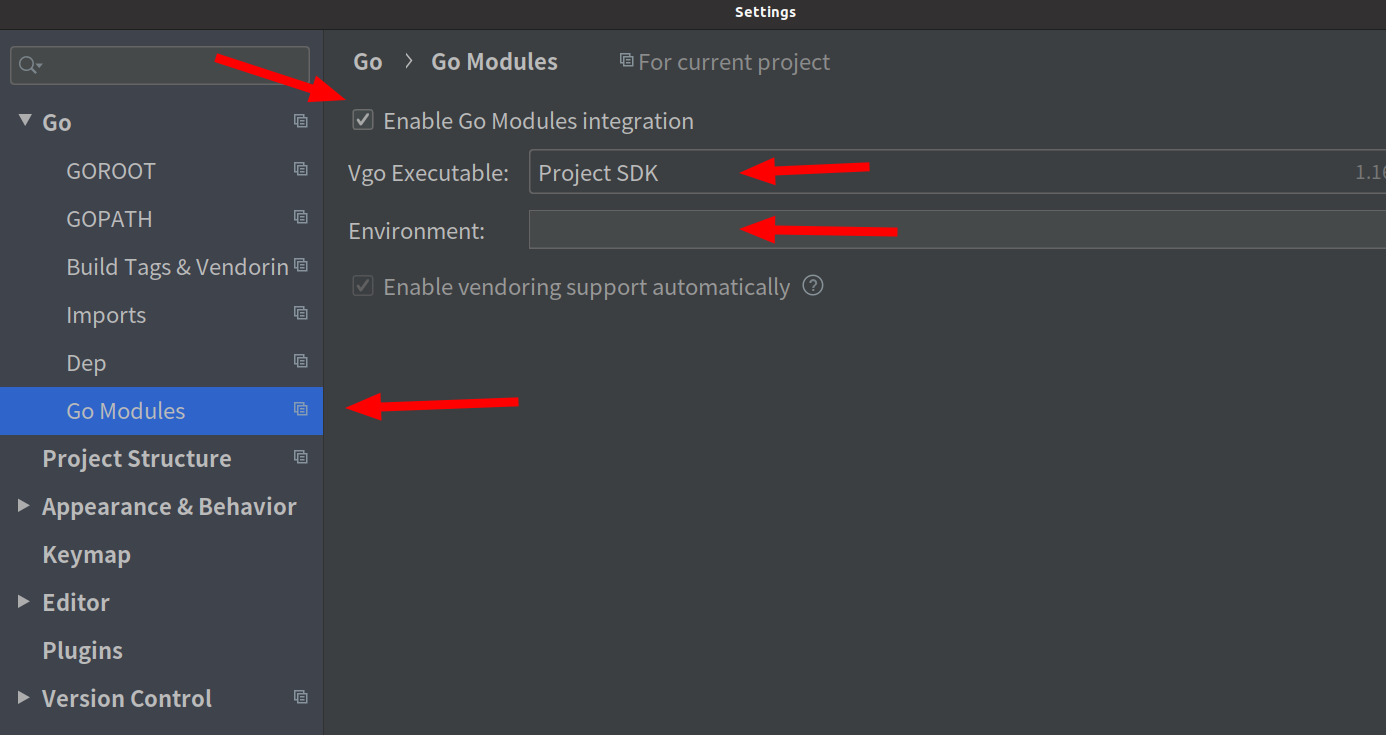 Settings
Go
GOROOT
GOPATH
Build Tags & Vendorin
Imports
Dep
Go Modules
Project Structure
Appearance & Behavior
Keymap
Editor
Plugins
Version Control
Go › Go Modules For current project
Enable Go Modules integration
Vgo Executable: Project SDK 1.16
Environment:
Enable vendoring support automatically ?